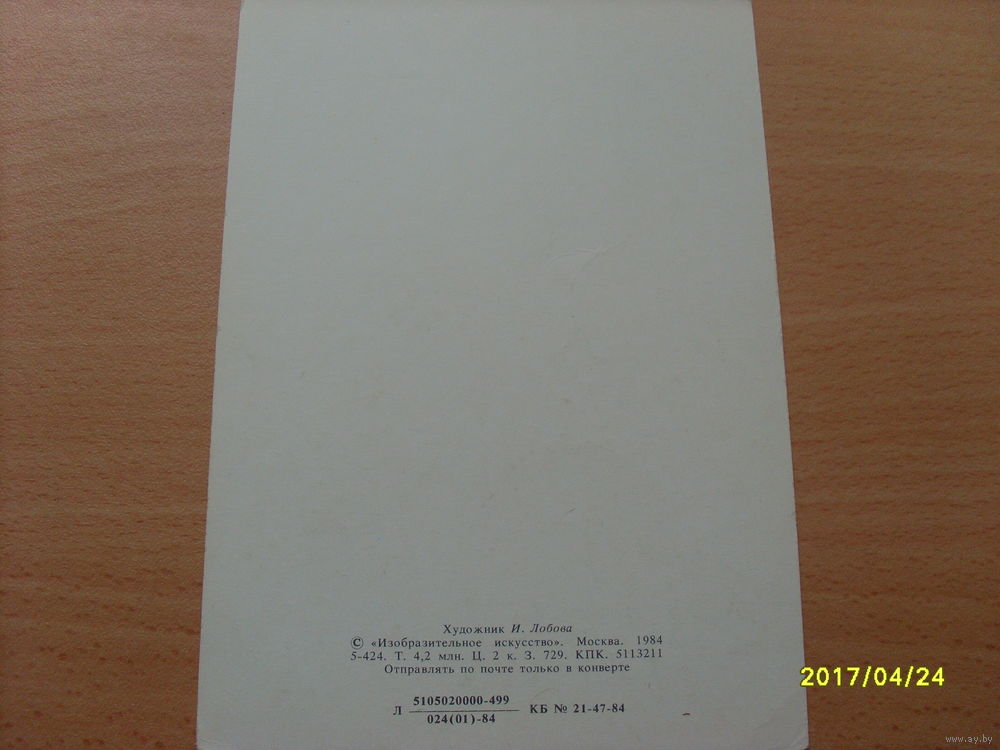 Художник И. Лобова
© «Изобразительное искусство». Москва. 1984
5-424. Т. 4,2 млн. Ц. 2 к. З. 729. КПК. 5113211
Отправлять по почте только в конверте
Л 5105020000-499 КБ № 21-47-84
024(01)-84
2017/04/24
www.ay.by